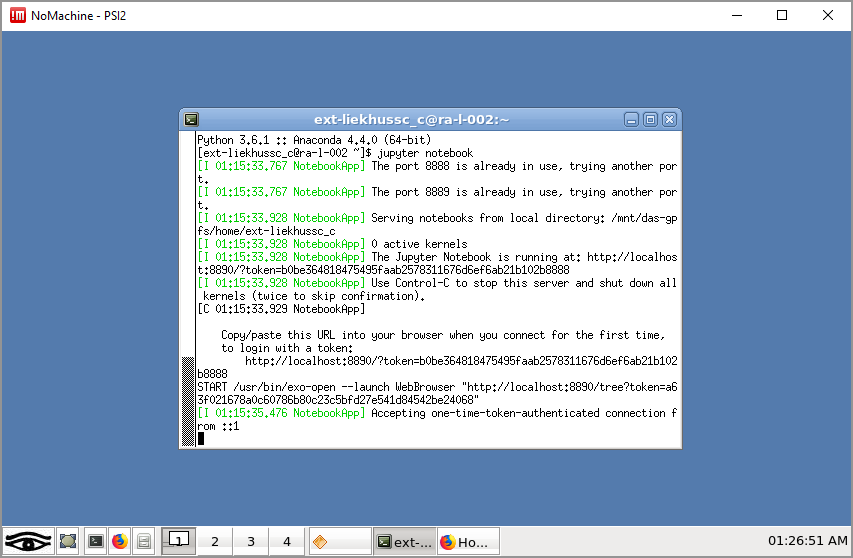 NoMachine - PSI2
ext-liekhussc_c@ra-l-002:~
Python 3.6.1 :: Anaconda 4.4.0 (64-bit)
[ext-liekhussc_c@ra-l-002 ~]$ jupyter notebook
[I 01:15:33.767 NotebookApp] The port 8888 is already in use, trying another por
t.
[I 01:15:33.767 NotebookApp] The port 8889 is already in use, trying another por
t.
[I 01:15:33.928 NotebookApp] Serving notebooks from local directory: /mnt/das-gp
fs/home/ext-liekhussc_c
[I 01:15:33.928 NotebookApp] 0 active kernels
[I 01:15:33.928 NotebookApp] The Jupyter Notebook is running at: http://localhos
t:8890/?token=b0be364818475495faab2578311676d6ef6ab21b102b8888
[I 01:15:33.928 NotebookApp] Use Control-C to stop this server and shut down all
 kernels (twice to skip confirmation).
[C 01:15:33.929 NotebookApp]
Copy/paste this URL into your browser when you connect for the first time,
to login with a token:
http://localhost:8890/?token=b0be364818475495faab2578311676d6ef6ab21b102
b8888
START /usr/bin/exo-open --launch WebBrowser "http://localhost:8890/tree?token=a6
3f021678a0c60786b80c23c5bfd27e541d84542be24068"
[I 01:15:35.476 NotebookApp] Accepting one-time-token-authenticated connection f
rom ::1
1 2 3 4 ext-... Ho... 01:26:51 AM